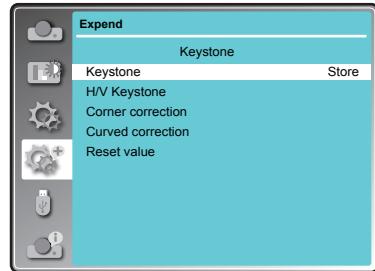 Expend
Keystone
Keystone Store
H/V Keystone
Corner correction
Curved correction
Reset value